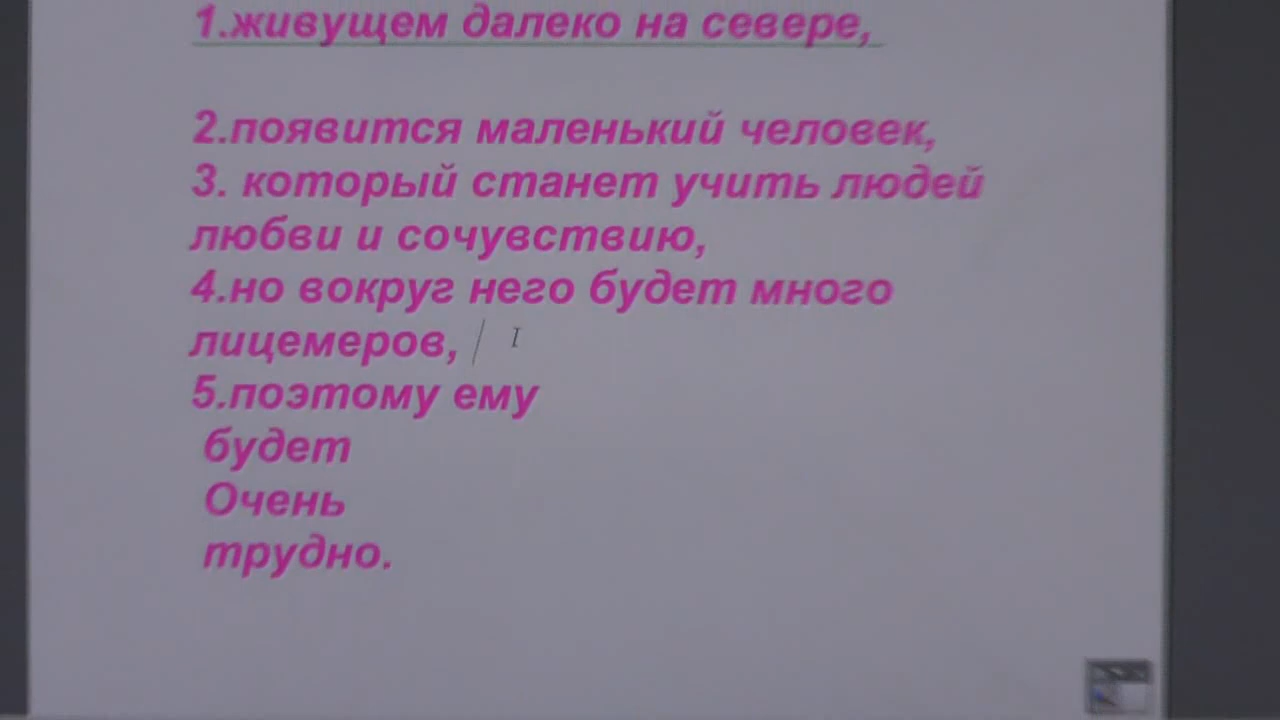 1.живущем далеко на севере,
2.появится маленький человек,
3. который станет учить людей
любви и сочувствию,
4.но вокруг него будет много
лицемеров,
5.поэтому ему
будет
Очень
трудно.